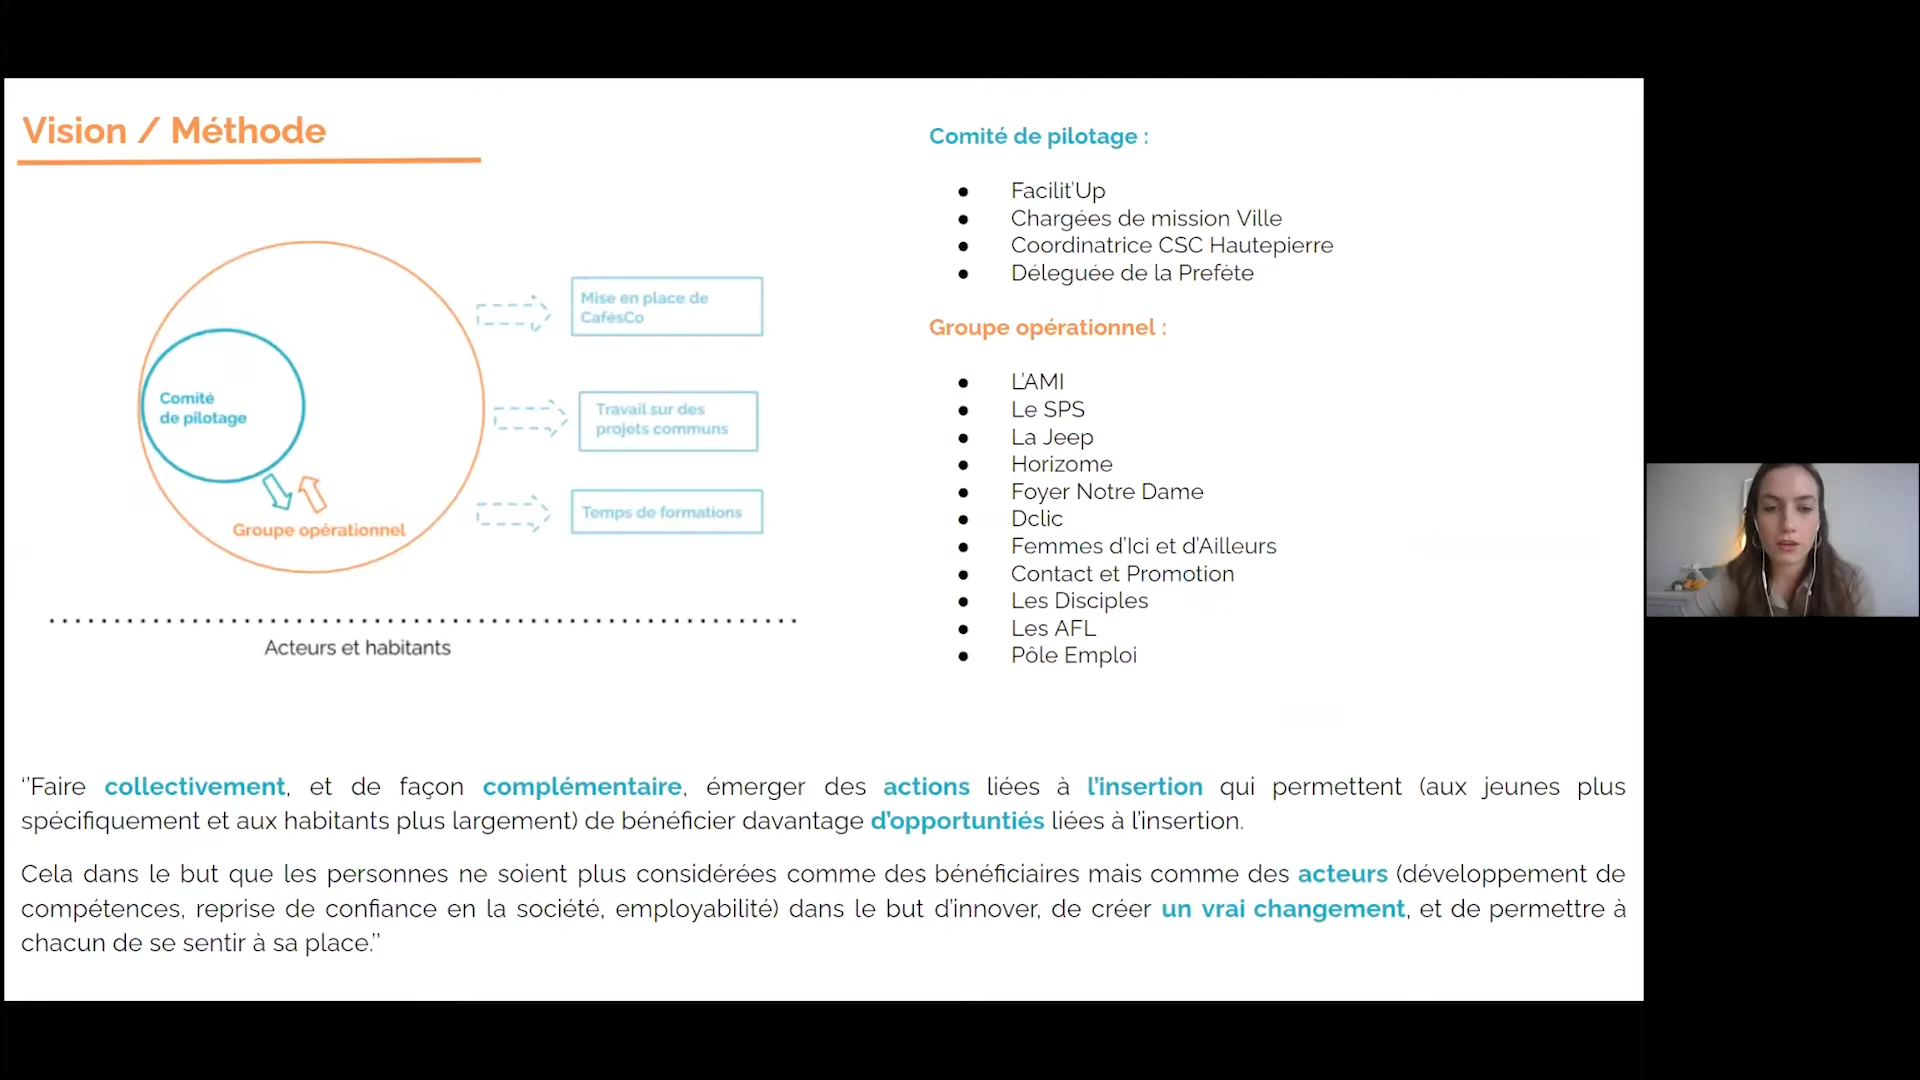 Vision / Méthode
Comité
de pilotage
Groupe opérationnel
Mise en place de
CafésCo
Travail sur des
projets communs
Temps de formations
Acteurs et habitants
Comité de pilotage :
● Facilit'Up
● Chargées de mission Ville
● Coordinatrice CSC Hautepierre
● Déleguée de la Prefète
Groupe opérationnel :
● L'AMI
● Le SPS
● La Jeep
● Horizome
● Foyer Notre Dame
● Dclic
● Femmes d'Ici et d'Ailleurs
● Contact et Promotion
● Les Disciples
● Les AFL
● Pôle Emploi
‘'Faire collectivement, et de façon complémentaire, émerger des actions liées à l'insertion qui permettent (aux jeunes plus
spécifiquement et aux habitants plus largement) de bénéficier davantage d'opportuntiés liées à l'insertion.
Cela dans le but que les personnes ne soient plus considérées comme des bénéficiaires mais comme des acteurs (développement de
compétences, reprise de confiance en la société, employabilité) dans le but d'innover, de créer un vrai changement, et de permettre à
chacun de se sentir à sa place.''